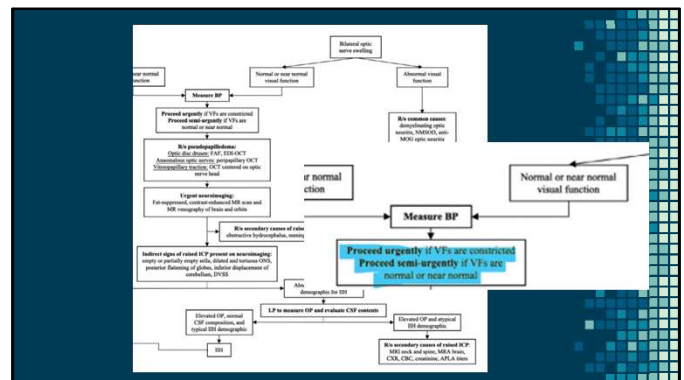 Bilateral optic
nerve swelling
near normal
function
Normal or near normal
visual function
Abnormal visual
function
Measure BP
Proceed urgently if VFs are constricted
Proceed semi-urgently if VFs are
normal or near normal
R/o common causes:
demyelinating optic
neuritis, NMSOD, anti-
MOG optic neuritis
R/o pseudopapilledema:
Optic disc drusen: FAF, EDI-OCT
Anomalous optic nerves: peripapillary OCT
Vitreopapillary traction: OCT centered on optic
nerve head
Urgent neuroimaging:
Fat-suppressed, contrast-enhanced MR scan and
MR venography of brain and orbits
R/o secondary causes of raised
obstructive hydrocephalus, mening
Indirect signs of raised ICP present on neuroimaging:
empty or partially empty sella, dilated and tortuous ONS,
posterior flattening of globes, inferior displacement of
cerebellum, DVSS
demographic for IIH
LP to measure OP and evaluate CSF contents
Elevated OP, normal
CSF composition, and
typical IIH demographic
Elevated OP and atypical
IIH demographic
IIH
R/o secondary causes of raised ICP:
MRI neck and spine, MRA brain,
CXR, CBC, creatinine, APLA titers
normal
ction
Normal or near normal
visual function
Measure BP
Proceed urgently if VFs are constricted
Proceed semi-urgently if VFs are
normal or near normal